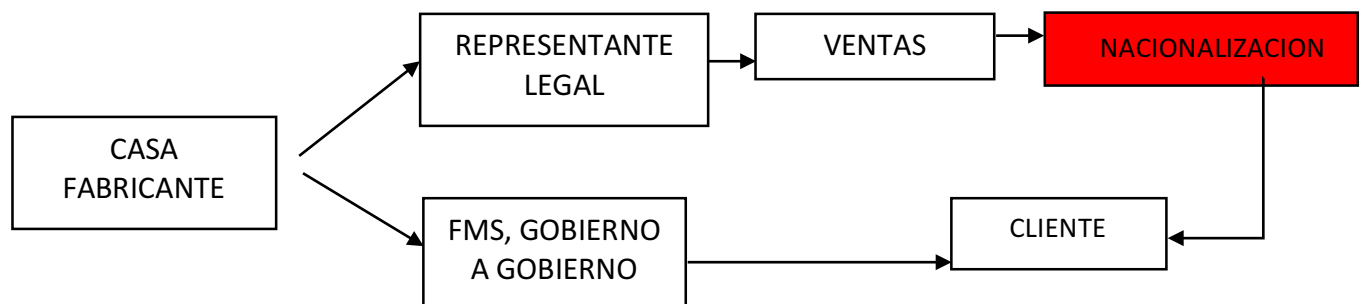 REPRESENTANTE
LEGAL
VENTAS
NACIONALIZACION
CASA
FABRICANTE
FMS, GOBIERNO
A GOBIERNO
CLIENTE